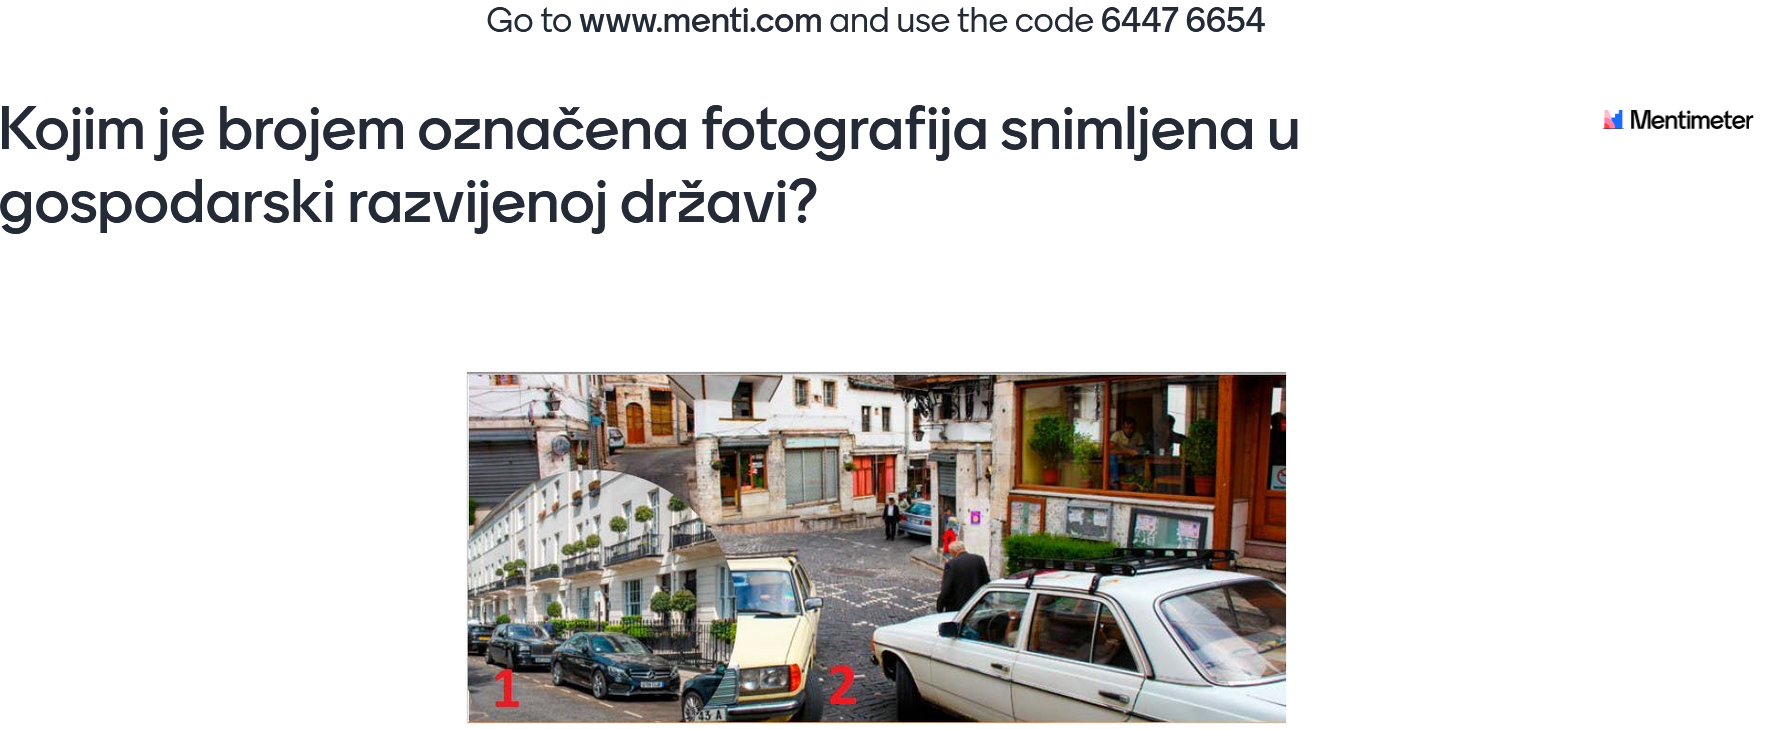 Go to www.menti.com and use the code 6447 6654
Kojim je brojem označena fotografija snimljena u
gospodarski razvijenoj državi?
Mentimeter
1
2
43 A